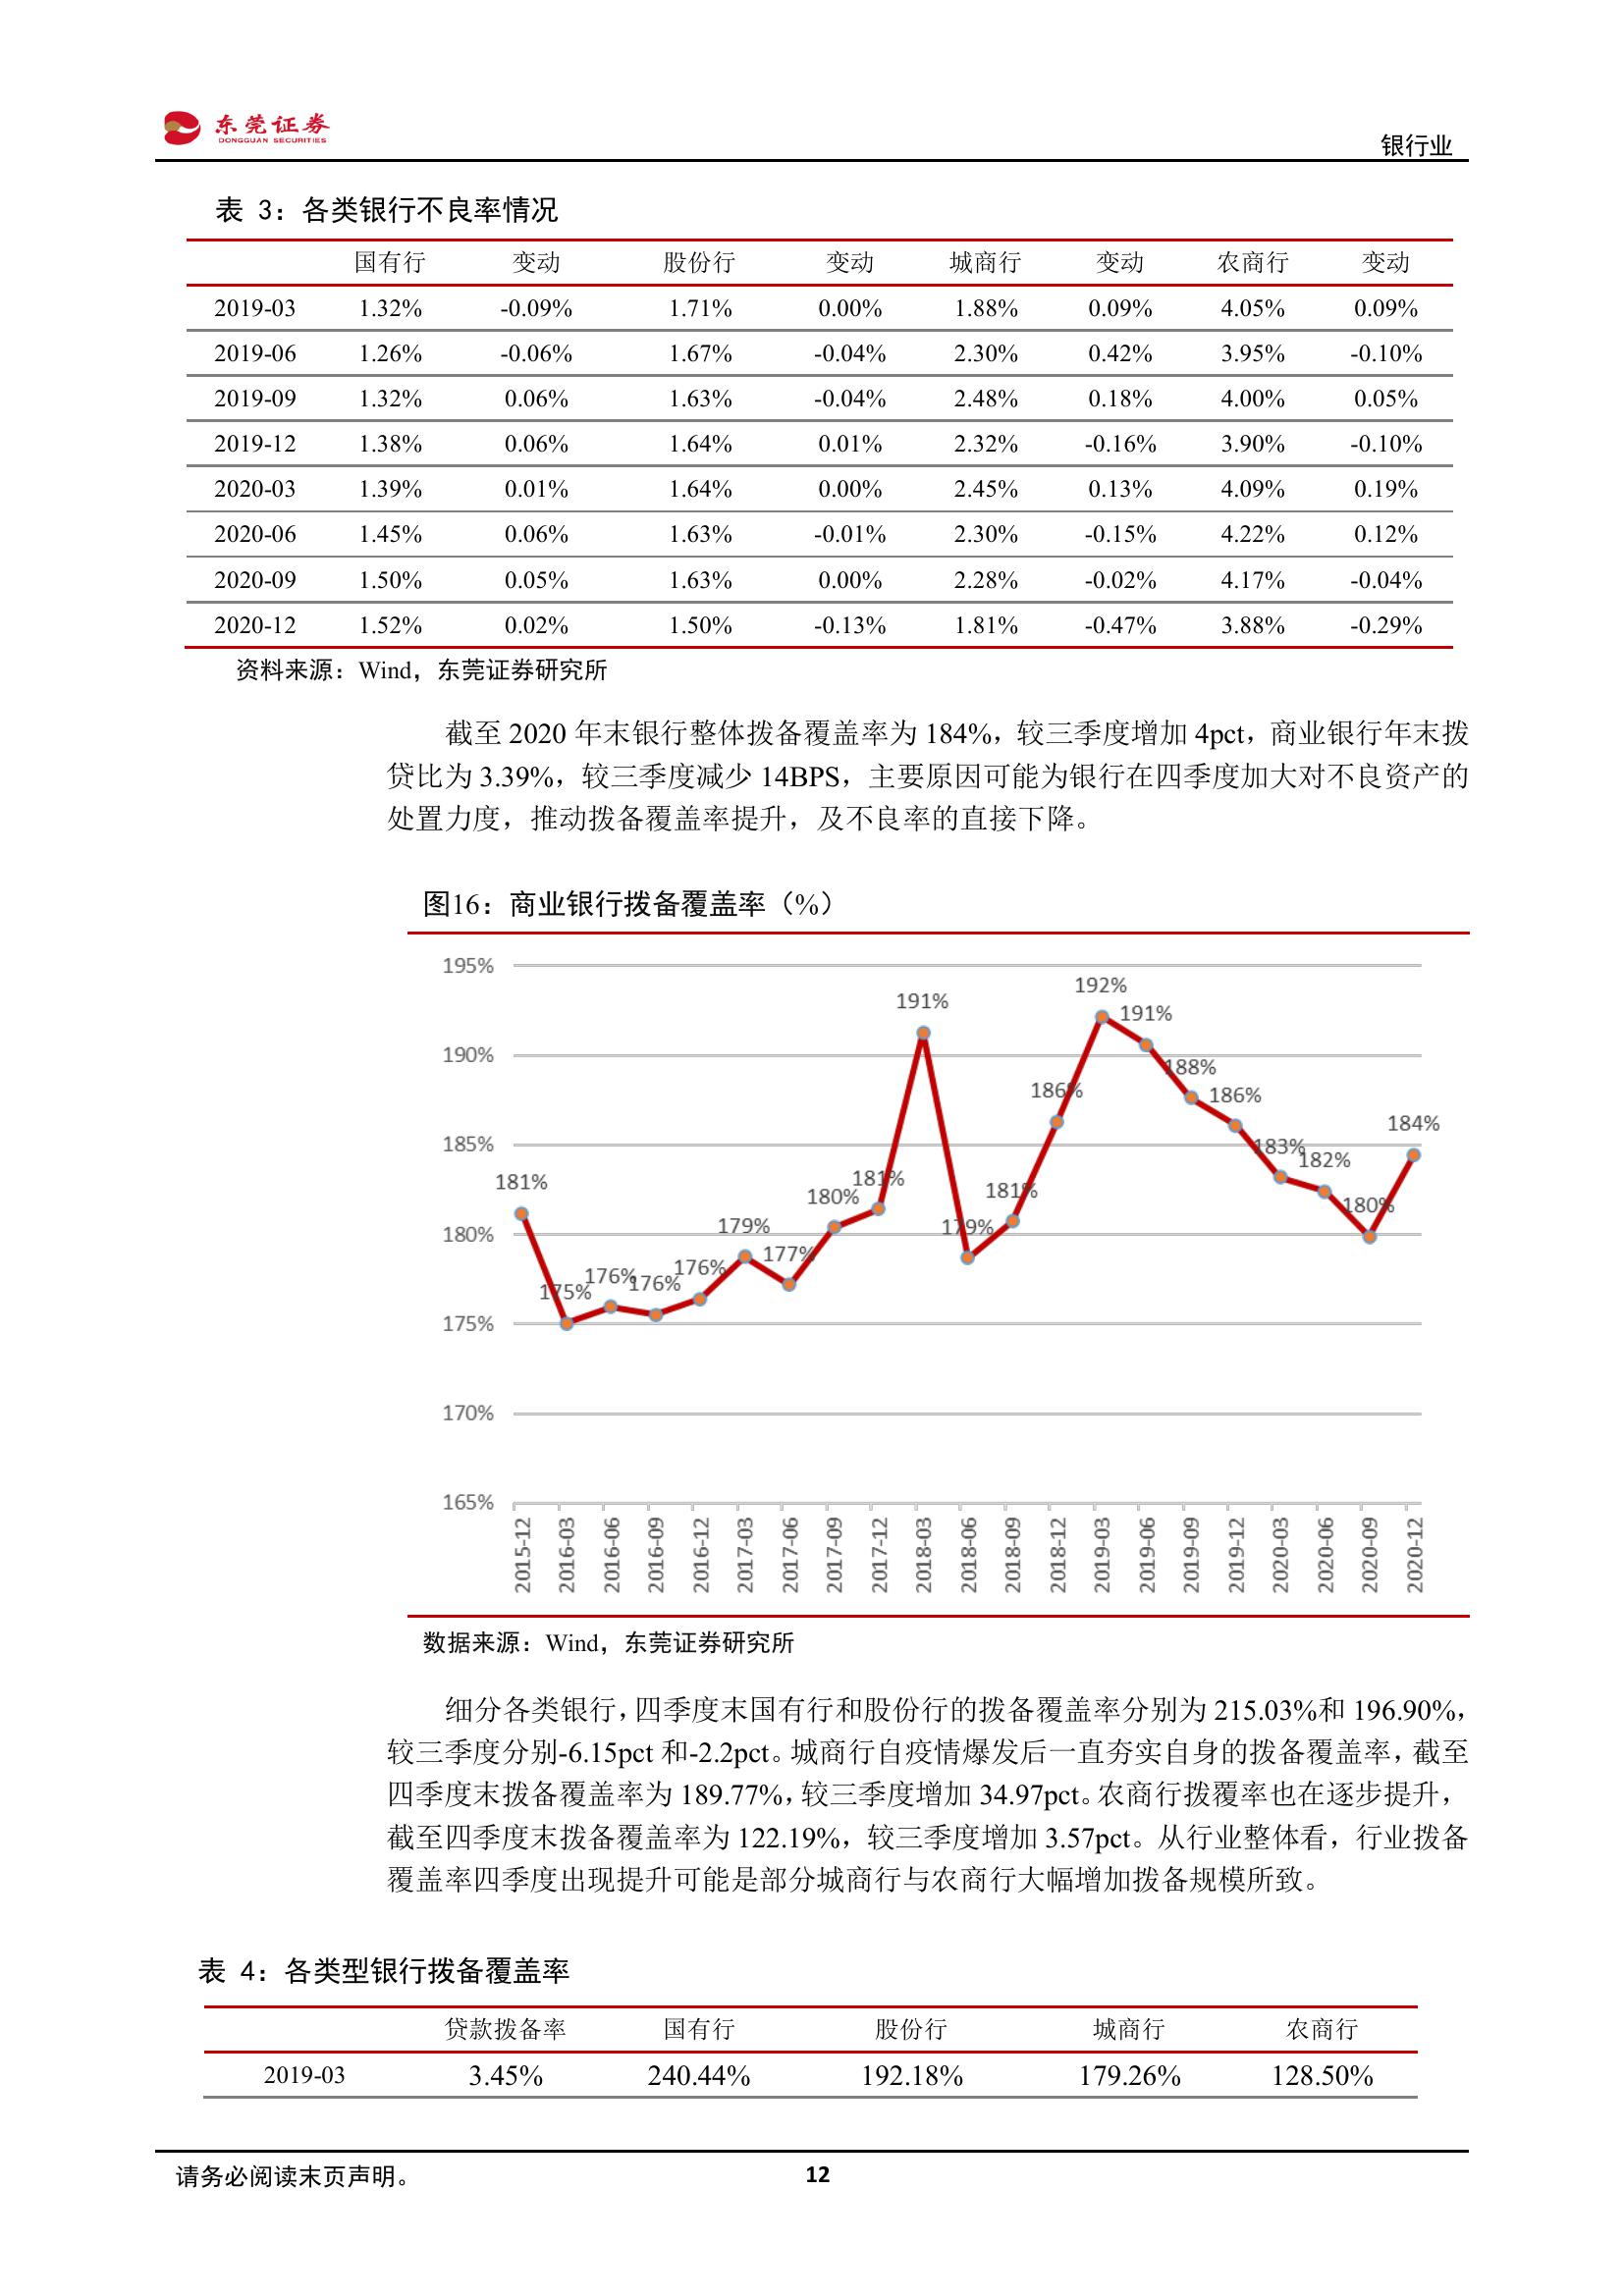 东莞证券
DONGGUAN SECURITIES
银行业
表 3：各类银行不良率情况
国有行 变动 股份行 变动 城商行 变动 农商行 变动
2019-03 1.32% -0.09% 1.71% 0.00% 1.88% 0.09% 4.05% 0.09%
2019-06 1.26% -0.06% 1.67% -0.04% 2.30% 0.42% 3.95% -0.10%
2019-09 1.32% 0.06% 1.63% -0.04% 2.48% 0.18% 4.00% 0.05%
2019-12 1.38% 0.06% 1.64% 0.01% 2.32% -0.16% 3.90% -0.10%
2020-03 1.39% 0.01% 1.64% 0.00% 2.45% 0.13% 4.09% 0.19%
2020-06 1.45% 0.06% 1.63% -0.01% 2.30% -0.15% 4.22% 0.12%
2020-09 1.50% 0.05% 1.63% 0.00% 2.28% -0.02% 4.17% -0.04%
2020-12 1.52% 0.02% 1.50% -0.13% 1.81% -0.47% 3.88% -0.29%
资料来源：Wind，东莞证券研究所
截至 2020 年末银行整体拨备覆盖率为 184%，较三季度增加 4pct，商业银行年末拨
贷比为 3.39%，较三季度减少 14BPS，主要原因可能为银行在四季度加大对不良资产的
处置力度，推动拨备覆盖率提升，及不良率的直接下降。
图16：商业银行拨备覆盖率（%）
195%
190%
185%
180%
175%
170%
165%
181%
175%
176%
176%
176%
179%
177%
180%
181%
191%
179%
181%
186%
192%
191%
188%
186%
183%
182%
180%
184%
2015-12
2016-03
2016-06
2016-09
2016-12
2017-03
2017-06
2017-09
2017-12
2018-03
2018-06
2018-09
2018-12
2019-03
2019-06
2019-09
2019-12
2020-03
2020-06
2020-09
2020-12
数据来源：Wind，东莞证券研究所
细分各类银行，四季度末国有行和股份行的拨备覆盖率分别为 215.03%和 196.90%，
较三季度分别-6.15pct 和-2.2pct。城商行自疫情爆发后一直夯实自身的拨备覆盖率，截至
四季度末拨备覆盖率为 189.77%，较三季度增加 34.97pct。农商行拨覆率也在逐步提升，
截至四季度末拨备覆盖率为 122.19%，较三季度增加 3.57pct。从行业整体看，行业拨备
覆盖率四季度出现提升可能是部分城商行与农商行大幅增加拨备规模所致。
表 4：各类型银行拨备覆盖率
贷款拨备率 国有行 股份行 城商行 农商行
2019-03 3.45% 240.44% 192.18% 179.26% 128.50%
请务必阅读末页声明。
12